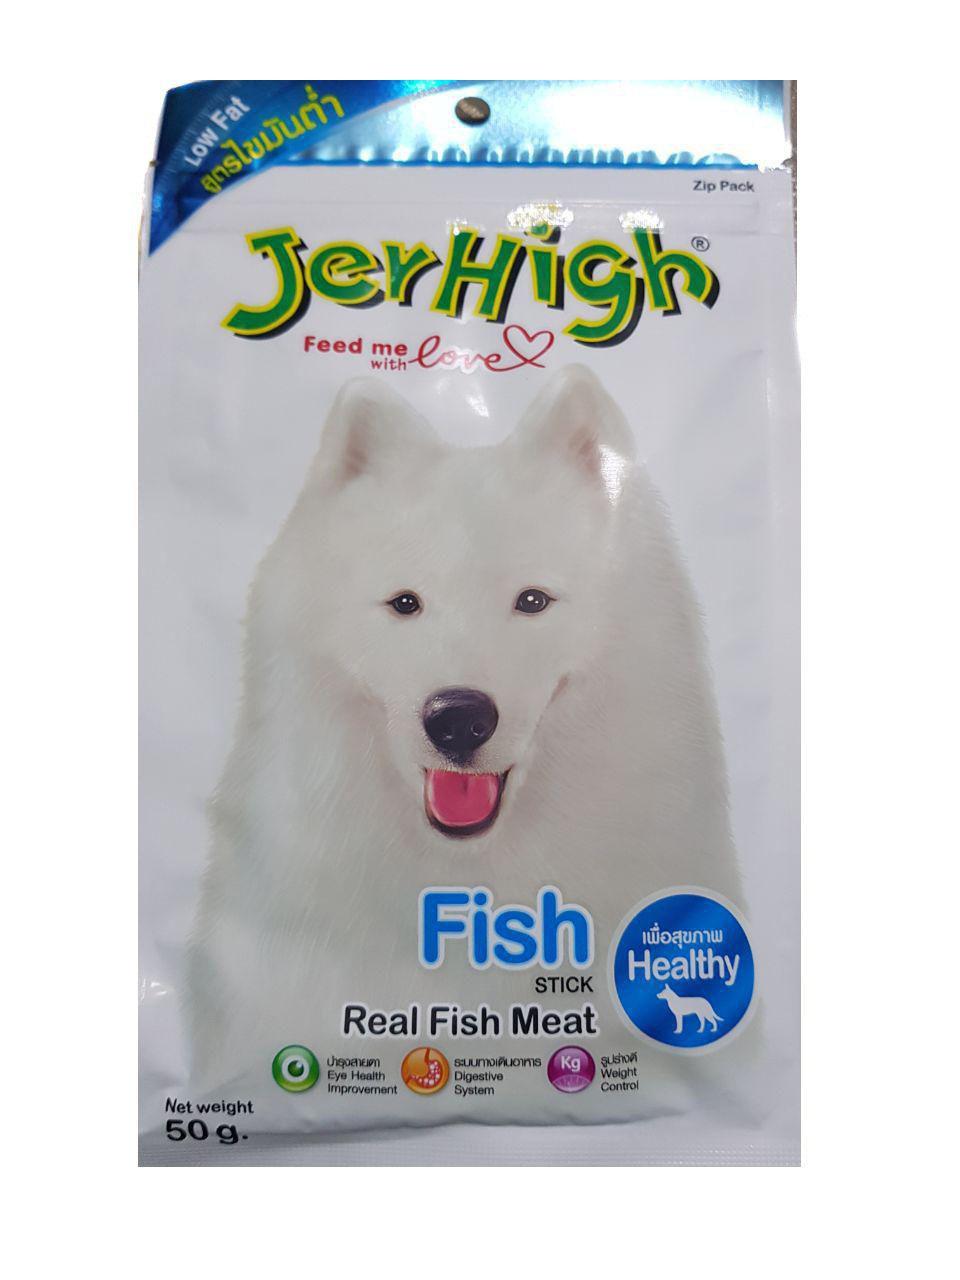 Low Fat
สูตรไขมันต่ำ
Zip Pack
JerHigh®
Feed me
with love
Fish
STICK
Real Fish Meat
เพื่อสุขภาพ
Healthy
บำรุงสายตา
Eye Health
Improvement
ระบบทางเดินอาหาร
Digestive
System
Kg
รูปร่างดี
Weight
Control
Net weight
50 g.